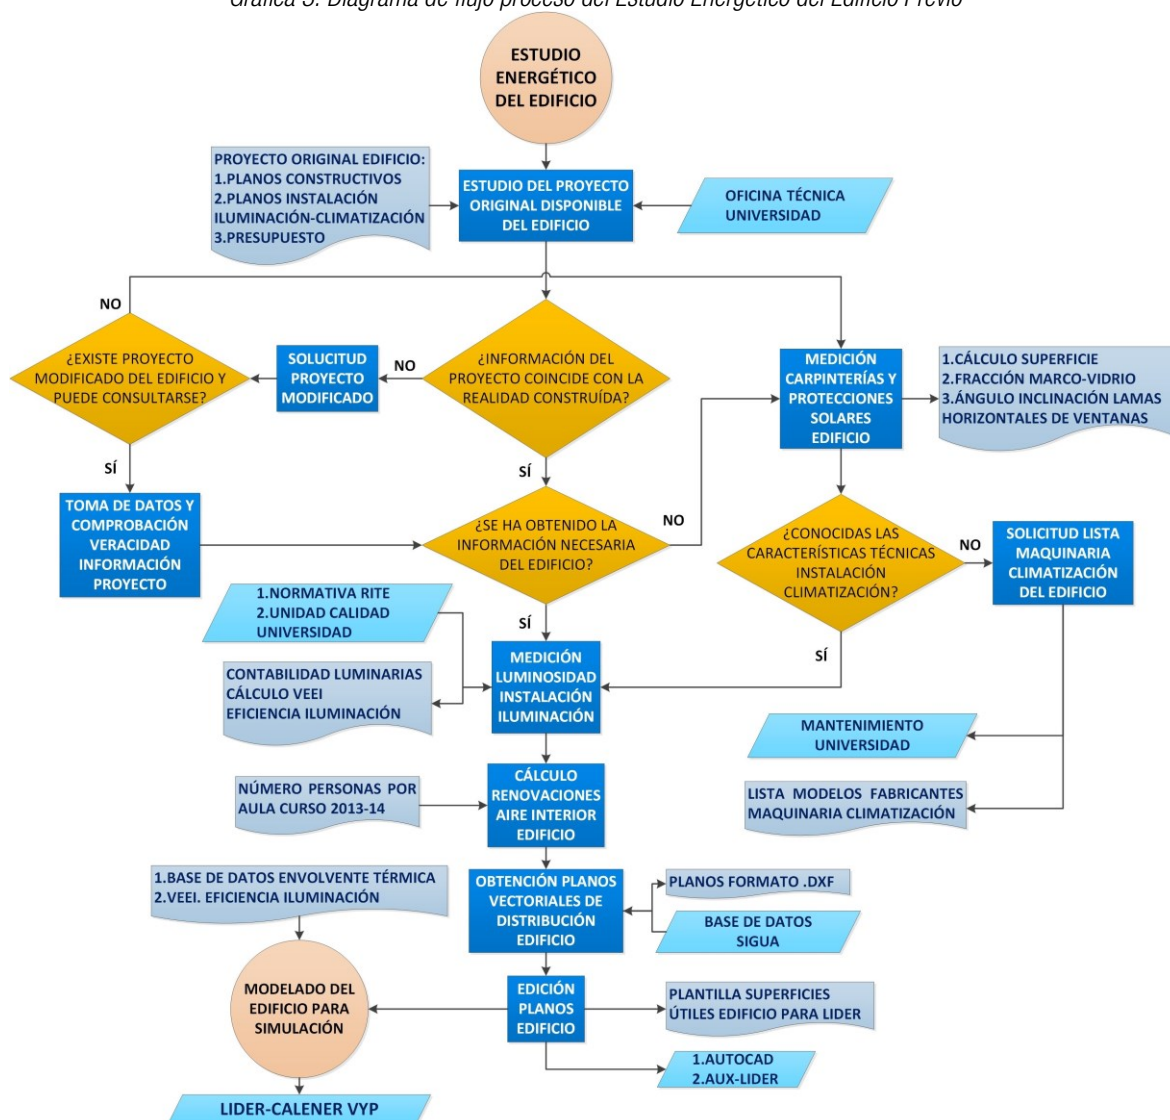 Gráfica 3: Diagrama de flujo proceso del Estudio Energético del Edificio Previo
ESTUDIO
ENERGÉTICO
DEL EDIFICIO
PROYECTO ORIGINAL EDIFICIO:
1.PLANOS CONSTRUCTIVOS
2.PLANOS INSTALACIÓN
ILUMINACIÓN-CLIMATIZACIÓN
3.PRESUPUESTO
ESTUDIO DEL PROYECTO
ORIGINAL DISPONIBLE
DEL EDIFICIO
OFICINA TÉCNICA
UNIVERSIDAD
NO
¿EXISTE PROYECTO
MODIFICADO DEL EDIFICIO Y
PUEDE CONSULTARSE?
SOLUCITUD
PROYECTO
MODIFICADO
NO
¿INFORMACIÓN DEL
PROYECTO COINCIDE CON LA
REALIDAD CONSTRUÍDA?
MEDICIÓN
CARPINTERÍAS Y
PROTECCIONES
SOLARES
EDIFICIO
1.CÁLCULO SUPERFICIE
2.FRACCIÓN MARCO-VIDRIO
3.ÁNGULO INCLINACIÓN LAMAS
HORIZONTALES DE VENTANAS
SÍ
SÍ
TOMA DE DATOS Y
COMPROBACIÓN
VERACIDAD
INFORMACIÓN
PROYECTO
¿SE HA OBTENIDO LA
INFORMACIÓN NECESARIA
DEL EDIFICIO?
NO
¿CONOCIDAS LAS
CARACTERÍSTICAS TÉCNICAS
INSTALACIÓN
CLIMATIZACIÓN?
NO
SOLICITUD LISTA
MAQUINARIA
CLIMATIZACIÓN
DEL EDIFICIO
1.NORMATIVA RITE
2.UNIDAD CALIDAD
UNIVERSIDAD
SÍ
SÍ
CONTABILIDAD LUMINARIAS
CÁLCULO VEEI
EFICIENCIA ILUMINACIÓN
MEDICIÓN
LUMINOSIDAD
INSTALACIÓN
ILUMINACIÓN
MANTENIMIENTO
UNIVERSIDAD
NÚMERO PERSONAS POR
AULA CURSO 2013-14
CÁLCULO
RENOVACIONES
AIRE INTERIOR
EDIFICIO
LISTA MODELOS FABRICANTES
MAQUINARIA CLIMATIZACIÓN
1.BASE DE DATOS ENVOLVENTE TÉRMICA
2.VEEI. EFICIENCIA ILUMINACIÓN
OBTENCIÓN PLANOS
VECTORIALES DE
DISTRIBUCIÓN
EDIFICIO
PLANOS FORMATO .DXF
BASE DE DATOS
SIGUA
MODELADO DEL
EDIFICIO PARA
SIMULACIÓN
EDICIÓN
PLANOS
EDIFICIO
PLANTILLA SUPERFICIES
ÚTILES EDIFICIO PARA LIDER
1.AUTOCAD
2.AUX-LIDER
LIDER-CALENER VYP